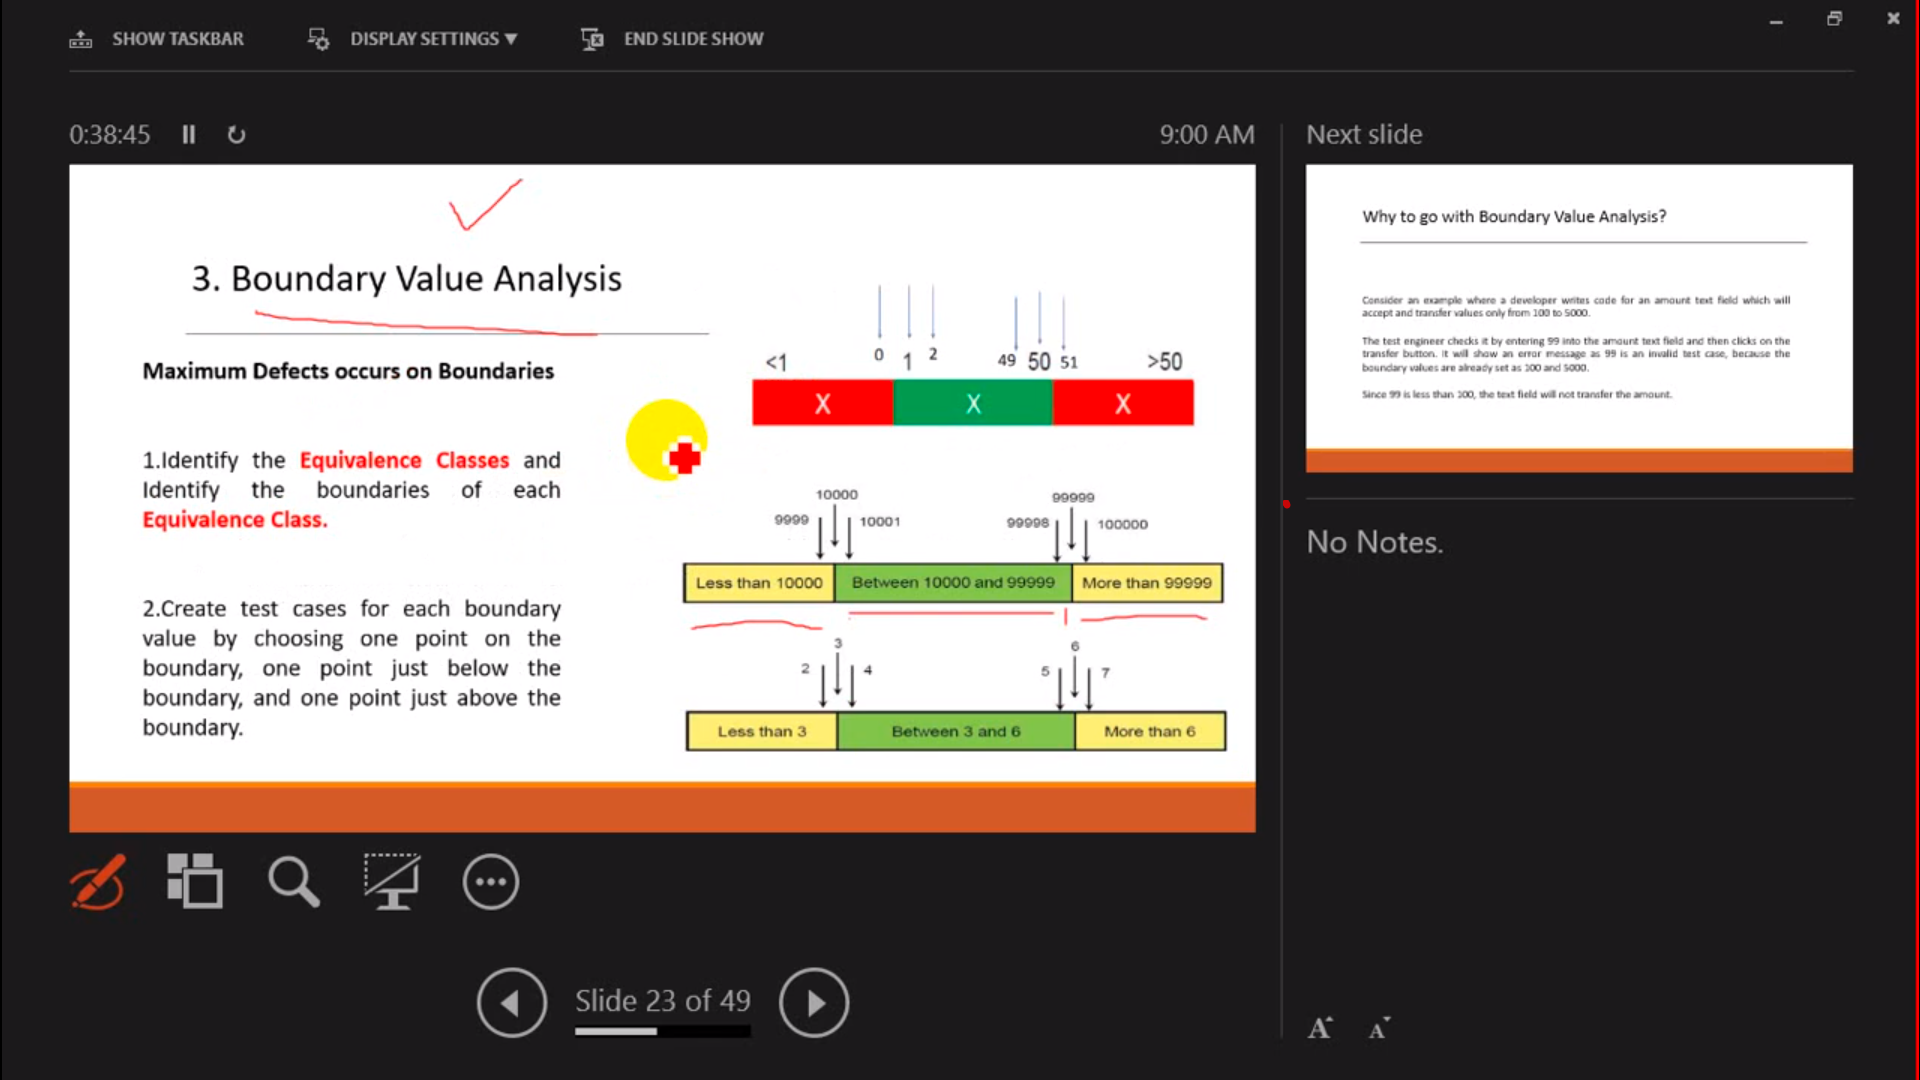 SHOW TASKBAR
DISPLAY SETTINGS ▼
END SLIDE SHOW
0:38:45
9:00 AM
3. Boundary Value Analysis
Maximum Defects occurs on Boundaries
1.Identify the Equivalence Classes and
Identify the boundaries of each
Equivalence Class.
2.Create test cases for each boundary
value by choosing one point on the
boundary, one point just below the
boundary, and one point just above the
boundary.
<1 0 1 2 49 50 51 >50
X X X
10000 99999
9999 10001 99998 100000
Less than 10000 Between 10000 and 99999 More than 99999
3 6
2 4 5 7
Less than 3 Between 3 and 6 More than 6
Next slide
Why to go with Boundary Value Analysis?
Consider an example where a developer writes code for an amount text field which will
accept and transfer values only from 100 to 5000.
The test engineer checks it by entering 99 into the amount text field and then clicks on the
transfer button. It will show an error message as 99 is an invalid test case, because the
boundary values are already set as 100 and 5000.
Since 99 is less than 100, the text field will not transfer the amount.
No Notes.
Slide 23 of 49
A A